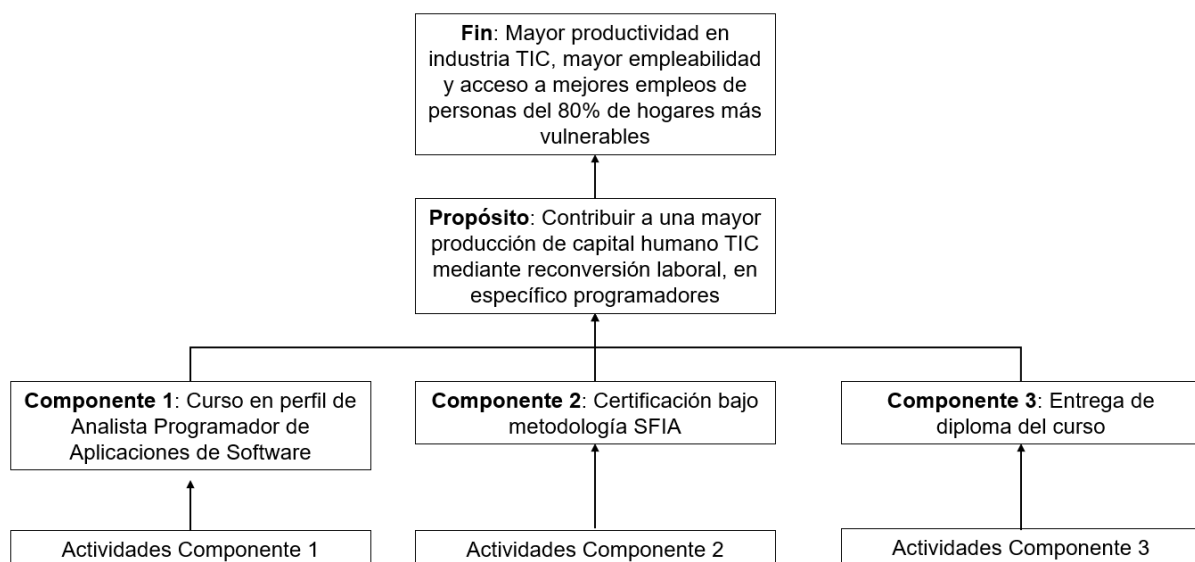 Fin: Mayor productividad en
industria TIC, mayor empleabilidad
y acceso a mejores empleos de
personas del 80% de hogares más
vulnerables
Propósito: Contribuir a una mayor
producción de capital humano TIC
mediante reconversión laboral, en
específico programadores
Componente 1: Curso en perfil de
Analista Programador de
Aplicaciones de Software
Componente 2: Certificación bajo
metodología SFIA
Componente 3: Entrega de
diploma del curso
Actividades Componente 1
Actividades Componente 2
Actividades Componente 3